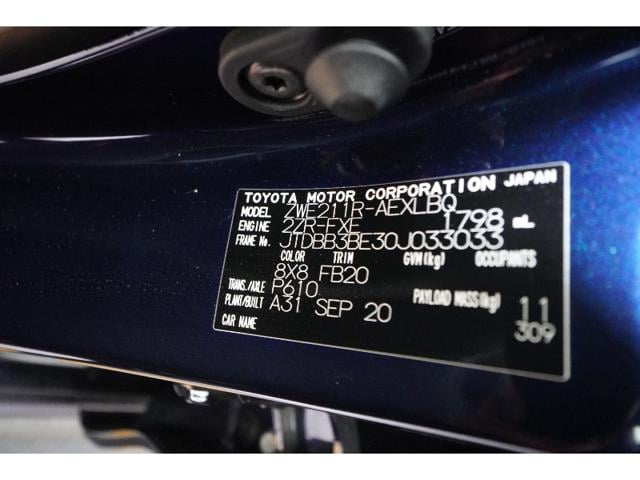 TOYOTA MOTOR CORPORATION JAPAN
MODEL ZWE211R-AEXLBQ
ENGINE 2ZR-FXE 1798 mL
FRAME No. JTDBB3BE30J033033
COLOR TRIM GVM(kg) OCCUPANTS
8X8 FB20
TRANS./AXLE P610
PLANT/BUILT A31 SEP 20 PAYLOAD MASS(kg) 11
CAR NAME 309